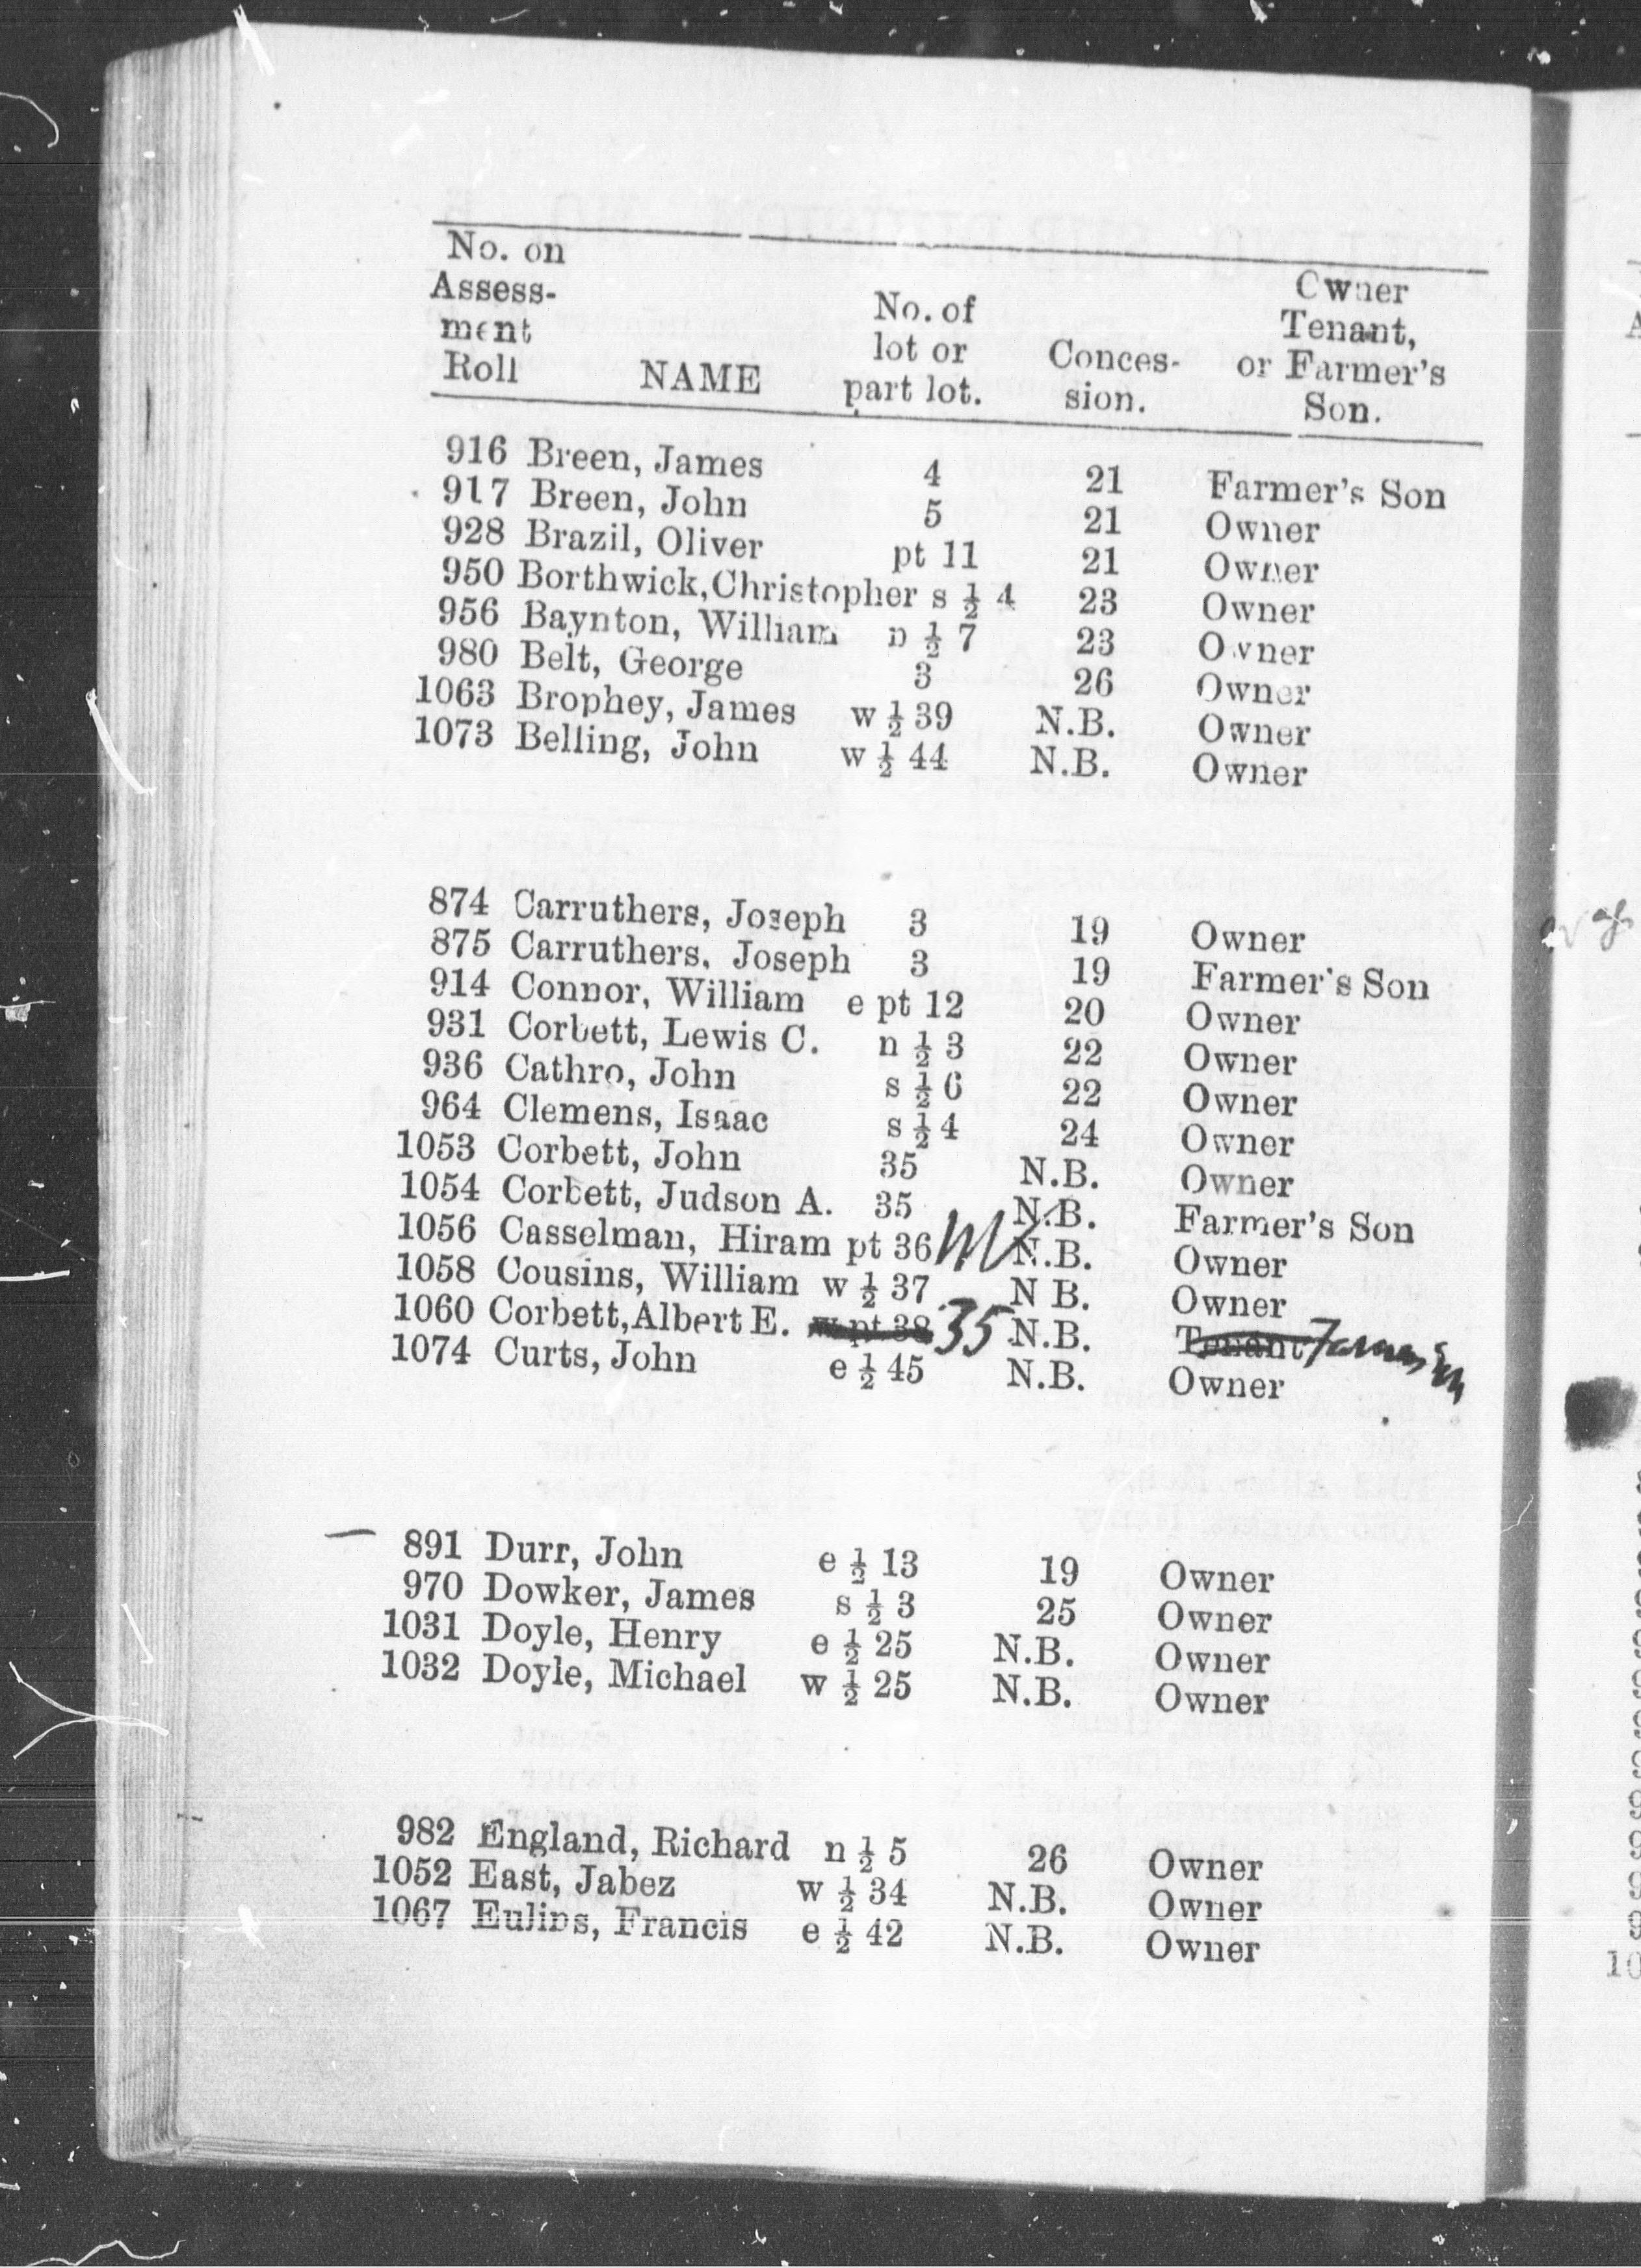 No. on
Assess-
ment
Roll
NAME
No. of
lot or
part lot.
Conces-
sion.
Owner
Tenant,
or Farmer's
Son.
916 Breen, James 4 21 Farmer's Son
917 Breen, John 5 21 Owner
928 Brazil, Oliver pt 11 21 Owner
950 Borthwick, Christopher s ½ 4 23 Owner
956 Baynton, William n ½ 7 23 Owner
980 Belt, George 3 26 Owner
1063 Brophey, James w ½ 39 N.B. Owner
1073 Belling, John w ½ 44 N.B. Owner
874 Carruthers, Joseph 3 19 Owner
875 Carruthers, Joseph 3 19 Farmer's Son
914 Connor, William e pt 12 20 Owner
931 Corbett, Lewis C. n ½ 3 22 Owner
936 Cathro, John s ½ 6 22 Owner
964 Clemens, Isaac s ½ 4 24 Owner
1053 Corbett, John 35 N.B. Owner
1054 Corbett, Judson A. 35 N.B. Farmer's Son
1056 Casselman, Hiram pt 36 N.B. Owner
1058 Cousins, William w ½ 37 N B. Owner
1060 Corbett, Albert E. w pt 38 35 N.B. Tenant Farmers Sn
1074 Curts, John e ½ 45 N.B. Owner
891 Durr, John e ½ 13 19 Owner
970 Dowker, James s ½ 3 25 Owner
1031 Doyle, Henry e ½ 25 N.B. Owner
1032 Doyle, Michael w ½ 25 N.B. Owner
982 England, Richard n ½ 5 26 Owner
1052 East, Jabez w ½ 34 N.B. Owner
1067 Eulins, Francis e ½ 42 N.B. Owner